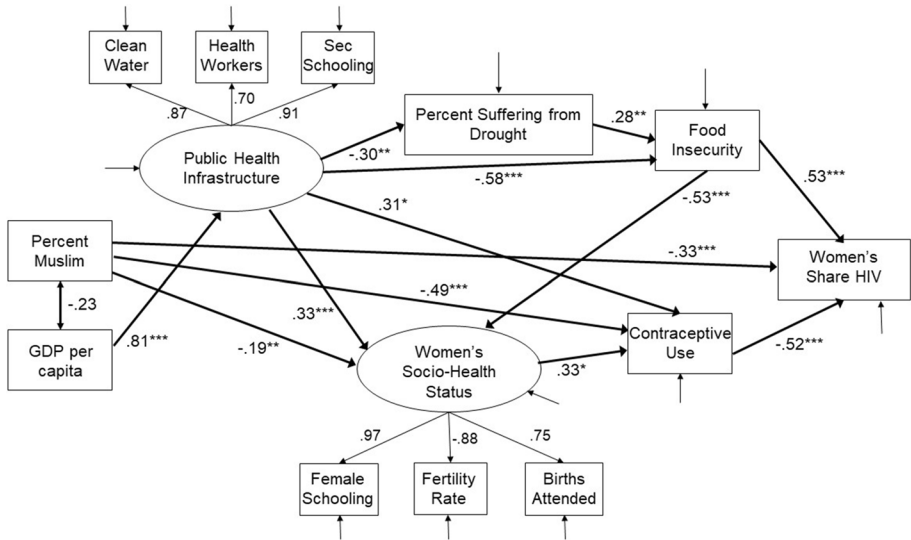 Clean
Water
Health
Workers
Sec
Schooling
.87
.70
.91
Public Health
Infrastructure
Percent Suffering from
Drought
.28**
Food
Insecurity
-.30**
-.58***
.31*
-.53***
.53***
Percent
Muslim
-.33***
Women's
Share HIV
-.23
-.49***
GDP per
capita
.81***
.33***
-.19**
Women's
Socio-Health
Status
.33*
Contraceptive
Use
-.52***
.97
-.88
.75
Female
Schooling
Fertility
Rate
Births
Attended